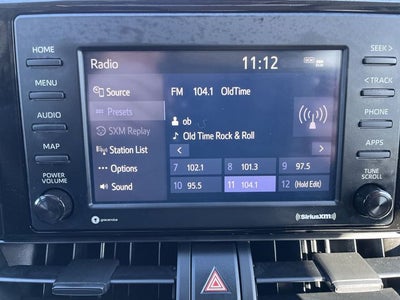 HOME
MENU
AUDIO
MAP
POWER
VOLUME
Radio
11:12
Source
Presets
SXM Replay
Station List
Options
Sound
FM 104.1 OldTime
ob
Old Time Rock & Roll
< >
7 102.1 8 101.3 9 97.5
10 95.5 11 104.1 12 (Hold Edit)
SEEK >
< TRACK
PHONE
APPS
TUNE
SCROLL
gracenote
SiriusXM